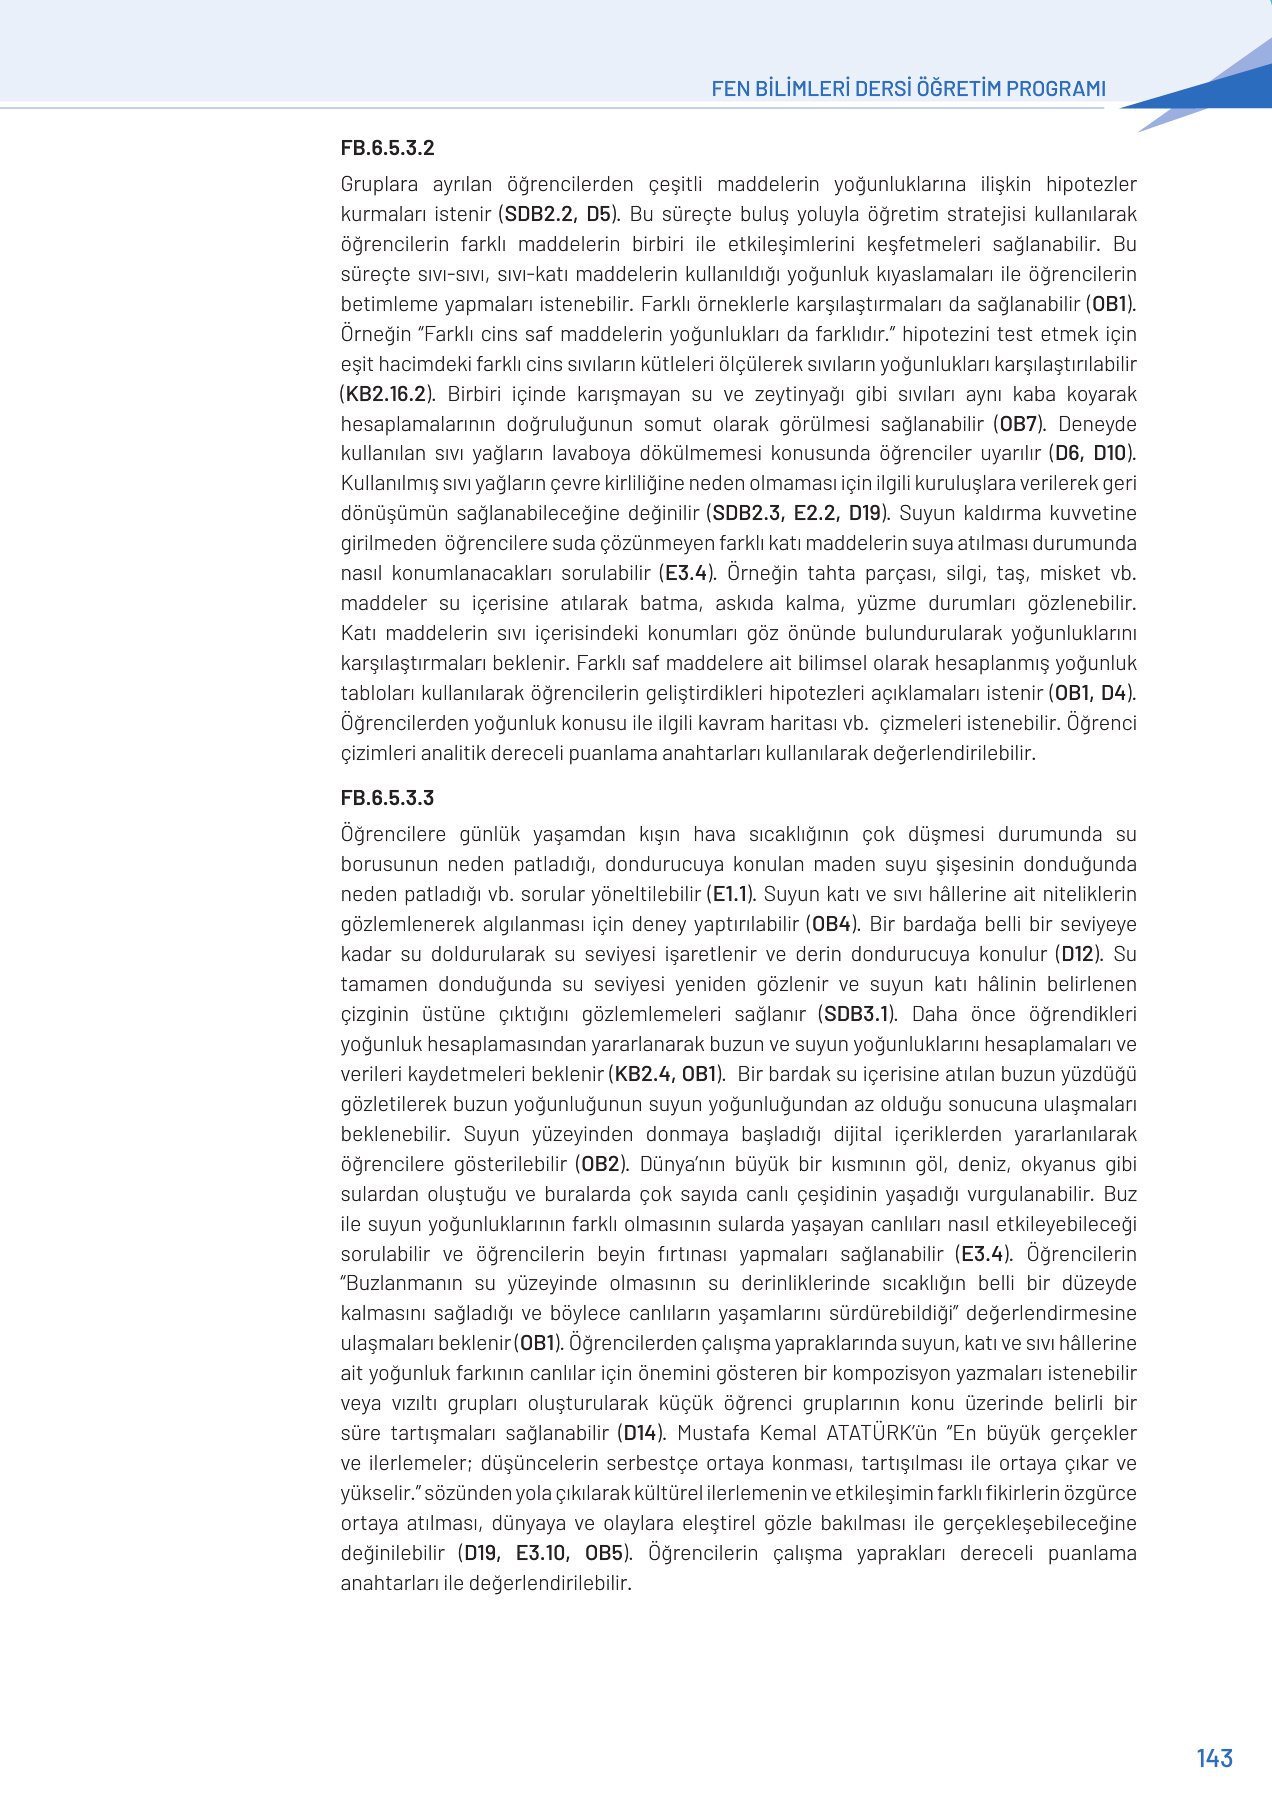 FEN BİLİMLERİ DERSİ ÖĞRETİM PROGRAMI
FB.6.5.3.2
Gruplara ayrılan öğrencilerden çeşitli maddelerin yoğunluklarına ilişkin hipotezler
kurmaları istenir (SDB2.2, D5). Bu süreçte buluş yoluyla öğretim stratejisi kullanılarak
öğrencilerin farklı maddelerin birbiri ile etkileşimlerini keşfetmeleri sağlanabilir. Bu
süreçte sıvı-sıvı, sıvı-katı maddelerin kullanıldığı yoğunluk kıyaslamaları ile öğrencilerin
betimleme yapmaları istenebilir. Farklı örneklerle karşılaştırmaları da sağlanabilir (OB1).
Örneğin “Farklı cins saf maddelerin yoğunlukları da farklıdır.” hipotezini test etmek için
eşit hacimdeki farklı cins sıvıların kütleleri ölçülerek sıvıların yoğunlukları karşılaştırılabilir
(KB2.16.2). Birbiri içinde karışmayan su ve zeytinyağı gibi sıvıları aynı kaba koyarak
hesaplamalarının doğruluğunun somut olarak görülmesi sağlanabilir (OB7). Deneyde
kullanılan sıvı yağların lavaboya dökülmemesi konusunda öğrenciler uyarılır (D6, D10).
Kullanılmış sıvı yağların çevre kirliliğine neden olmaması için ilgili kuruluşlara verilerek geri
dönüşümün sağlanabileceğine değinilir (SDB2.3, E2.2, D19). Suyun kaldırma kuvvetine
girilmeden öğrencilere suda çözünmeyen farklı katı maddelerin suya atılması durumunda
nasıl konumlanacakları sorulabilir (E3.4). Örneğin tahta parçası, silgi, taş, misket vb.
maddeler su içerisine atılarak batma, askıda kalma, yüzme durumları gözlenebilir.
Katı maddelerin sıvı içerisindeki konumları göz önünde bulundurularak yoğunluklarını
karşılaştırmaları beklenir. Farklı saf maddelere ait bilimsel olarak hesaplanmış yoğunluk
tabloları kullanılarak öğrencilerin geliştirdikleri hipotezleri açıklamaları istenir (OB1, D4).
Öğrencilerden yoğunluk konusu ile ilgili kavram haritası vb. çizmeleri istenebilir. Öğrenci
çizimleri analitik dereceli puanlama anahtarları kullanılarak değerlendirilebilir.
FB.6.5.3.3
Öğrencilere günlük yaşamdan kışın hava sıcaklığının çok düşmesi durumunda su
borusunun neden patladığı, dondurucuya konulan maden suyu şişesinin donduğunda
neden patladığı vb. sorular yöneltilebilir (E1.1). Suyun katı ve sıvı hâllerine ait niteliklerin
gözlemlenerek algılanması için deney yaptırılabilir (OB4). Bir bardağa belli bir seviyeye
kadar su doldurularak su seviyesi işaretlenir ve derin dondurucuya konulur (D12). Su
tamamen donduğunda su seviyesi yeniden gözlenir ve suyun katı hâlinin belirlenen
çizginin üstüne çıktığını gözlemlemeleri sağlanır (SDB3.1). Daha önce öğrendikleri
yoğunluk hesaplamasından yararlanarak buzun ve suyun yoğunluklarını hesaplamaları ve
verileri kaydetmeleri beklenir (KB2.4, OB1). Bir bardak su içerisine atılan buzun yüzdüğü
gözletilerek buzun yoğunluğunun suyun yoğunluğundan az olduğu sonucuna ulaşmaları
beklenebilir. Suyun yüzeyinden donmaya başladığı dijital içeriklerden yararlanılarak
öğrencilere gösterilebilir (OB2). Dünya’nın büyük bir kısmının göl, deniz, okyanus gibi
sulardan oluştuğu ve buralarda çok sayıda canlı çeşidinin yaşadığı vurgulanabilir. Buz
ile suyun yoğunluklarının farklı olmasının sularda yaşayan canlıları nasıl etkileyebileceği
sorulabilir ve öğrencilerin beyin fırtınası yapmaları sağlanabilir (E3.4). Öğrencilerin
“Buzlanmanın su yüzeyinde olmasının su derinliklerinde sıcaklığın belli bir düzeyde
kalmasını sağladığı ve böylece canlıların yaşamlarını sürdürebildiği” değerlendirmesine
ulaşmaları beklenir (OB1). Öğrencilerden çalışma yapraklarında suyun, katı ve sıvı hâllerine
ait yoğunluk farkının canlılar için önemini gösteren bir kompozisyon yazmaları istenebilir
veya vızıltı grupları oluşturularak küçük öğrenci gruplarının konu üzerinde belirli bir
süre tartışmaları sağlanabilir (D14). Mustafa Kemal ATATÜRK’ün “En büyük gerçekler
ve ilerlemeler; düşüncelerin serbestçe ortaya konması, tartışılması ile ortaya çıkar ve
yükselir.” sözünden yola çıkılarak kültürel ilerlemenin ve etkileşimin farklı fikirlerin özgürce
ortaya atılması, dünyaya ve olaylara eleştirel gözle bakılması ile gerçekleşebileceğine
değinilebilir (D19, E3.10, OB5). Öğrencilerin çalışma yaprakları dereceli puanlama
anahtarları ile değerlendirilebilir.
143